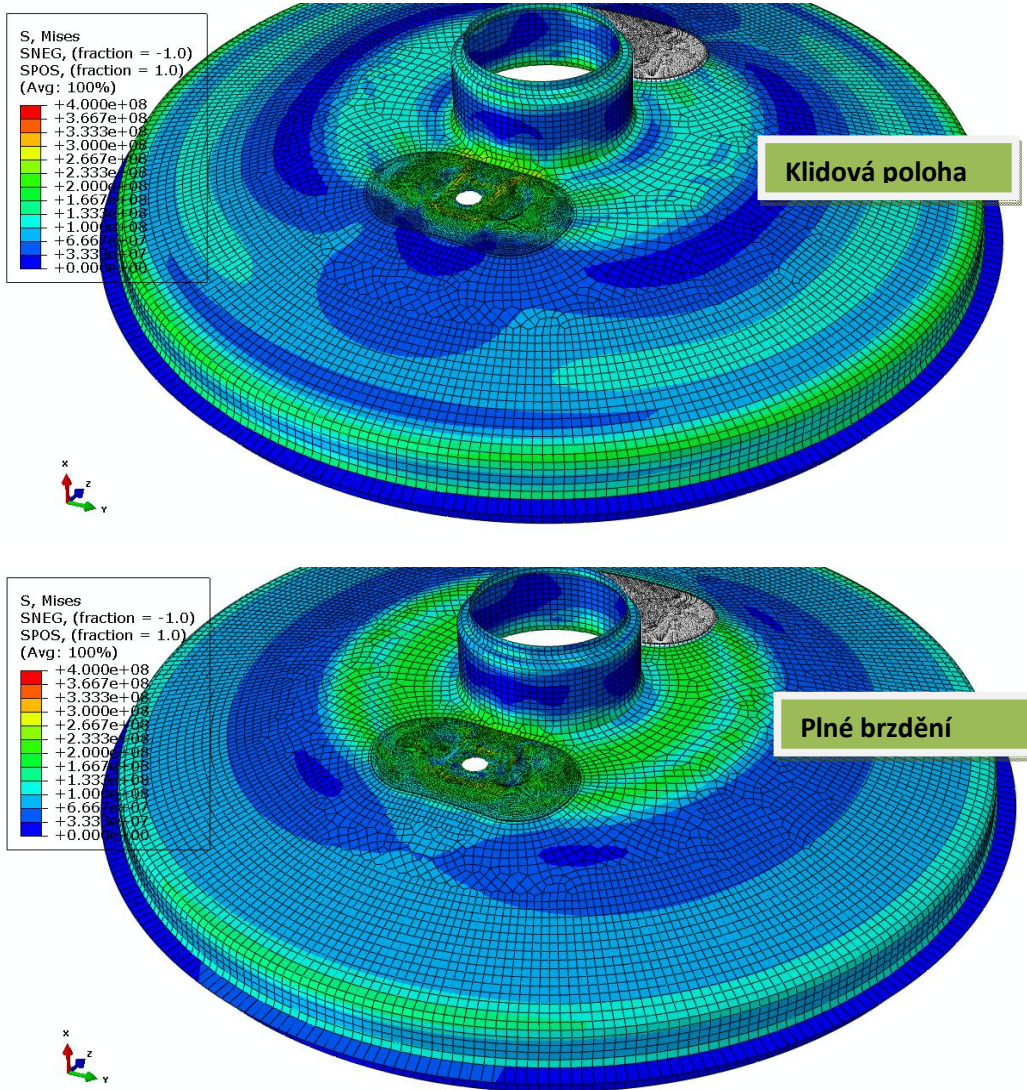 S, Mises
SNEG, (fraction = -1.0)
SPOS, (fraction = 1.0)
(Avg: 100%)
+4.000e+08
+3.667e+08
+3.333e+08
+3.000e+08
+2.667e+08
+2.333e+08
+2.000e+08
+1.667e+08
+1.333e+08
+1.000e+08
+6.667e+07
+3.333e+07
+0.000e+00
Klidová poloha
X
Z
Y
S, Mises
SNEG, (fraction = -1.0)
SPOS, (fraction = 1.0)
(Avg: 100%)
+4.000e+08
+3.667e+08
+3.333e+08
+3.000e+08
+2.667e+08
+2.333e+08
+2.000e+08
+1.667e+08
+1.333e+08
+1.000e+08
+6.667e+07
+3.333e+07
+0.000e+00
Plné brzdění
X
Z
Y